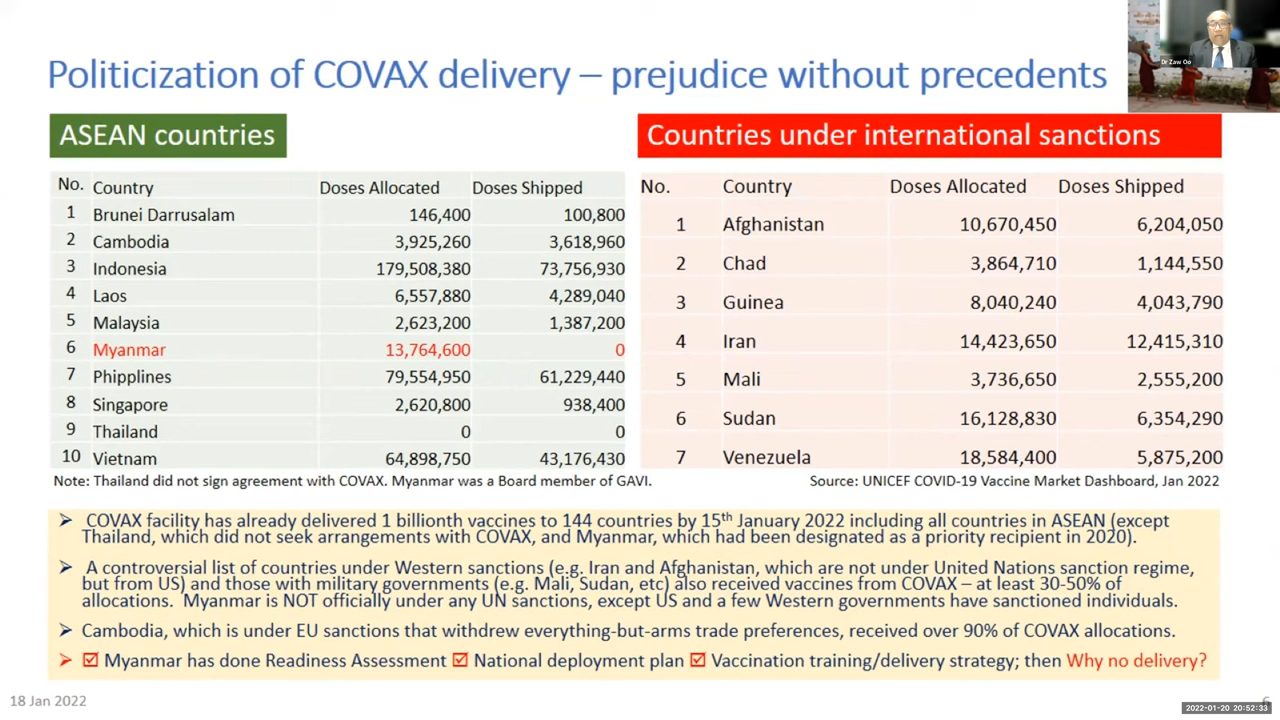 Politicization of COVAX delivery – prejudice without precedents
Dr Zaw Oo
ASEAN countries
No. Country Doses Allocated Doses Shipped
1 Brunei Darrusalam 146,400 100,800
2 Cambodia 3,925,260 3,618,960
3 Indonesia 179,508,380 73,756,930
4 Laos 6,557,880 4,289,040
5 Malaysia 2,623,200 1,387,200
6 Myanmar 13,764,600 0
7 Phipplines 79,554,950 61,229,440
8 Singapore 2,620,800 938,400
9 Thailand 0 0
10 Vietnam 64,898,750 43,176,430
Note: Thailand did not sign agreement with COVAX. Myanmar was a Board member of GAVI.
Countries under international sanctions
No. Country Doses Allocated Doses Shipped
1 Afghanistan 10,670,450 6,204,050
2 Chad 3,864,710 1,144,550
3 Guinea 8,040,240 4,043,790
4 Iran 14,423,650 12,415,310
5 Mali 3,736,650 2,555,200
6 Sudan 16,128,830 6,354,290
7 Venezuela 18,584,400 5,875,200
Source: UNICEF COVID-19 Vaccine Market Dashboard, Jan 2022
➢ COVAX facility has already delivered 1 billionth vaccines to 144 countries by 15th January 2022 including all countries in ASEAN (except
Thailand, which did not seek arrangements with COVAX, and Myanmar, which had been designated as a priority recipient in 2020).
➢ A controversial list of countries under Western sanctions (e.g. Iran and Afghanistan, which are not under United Nations sanction regime,
but from US) and those with military governments (e.g. Mali, Sudan, etc) also received vaccines from COVAX – at least 30-50% of
allocations. Myanmar is NOT officially under any UN sanctions, except US and a few Western governments have sanctioned individuals.
➢ Cambodia, which is under EU sanctions that withdrew everything-but-arms trade preferences, received over 90% of COVAX allocations.
➢ ☑ Myanmar has done Readiness Assessment ☑ National deployment plan ☑ Vaccination training/delivery strategy; then Why no delivery?
18 Jan 2022
6
2022-01-20 20:52:33